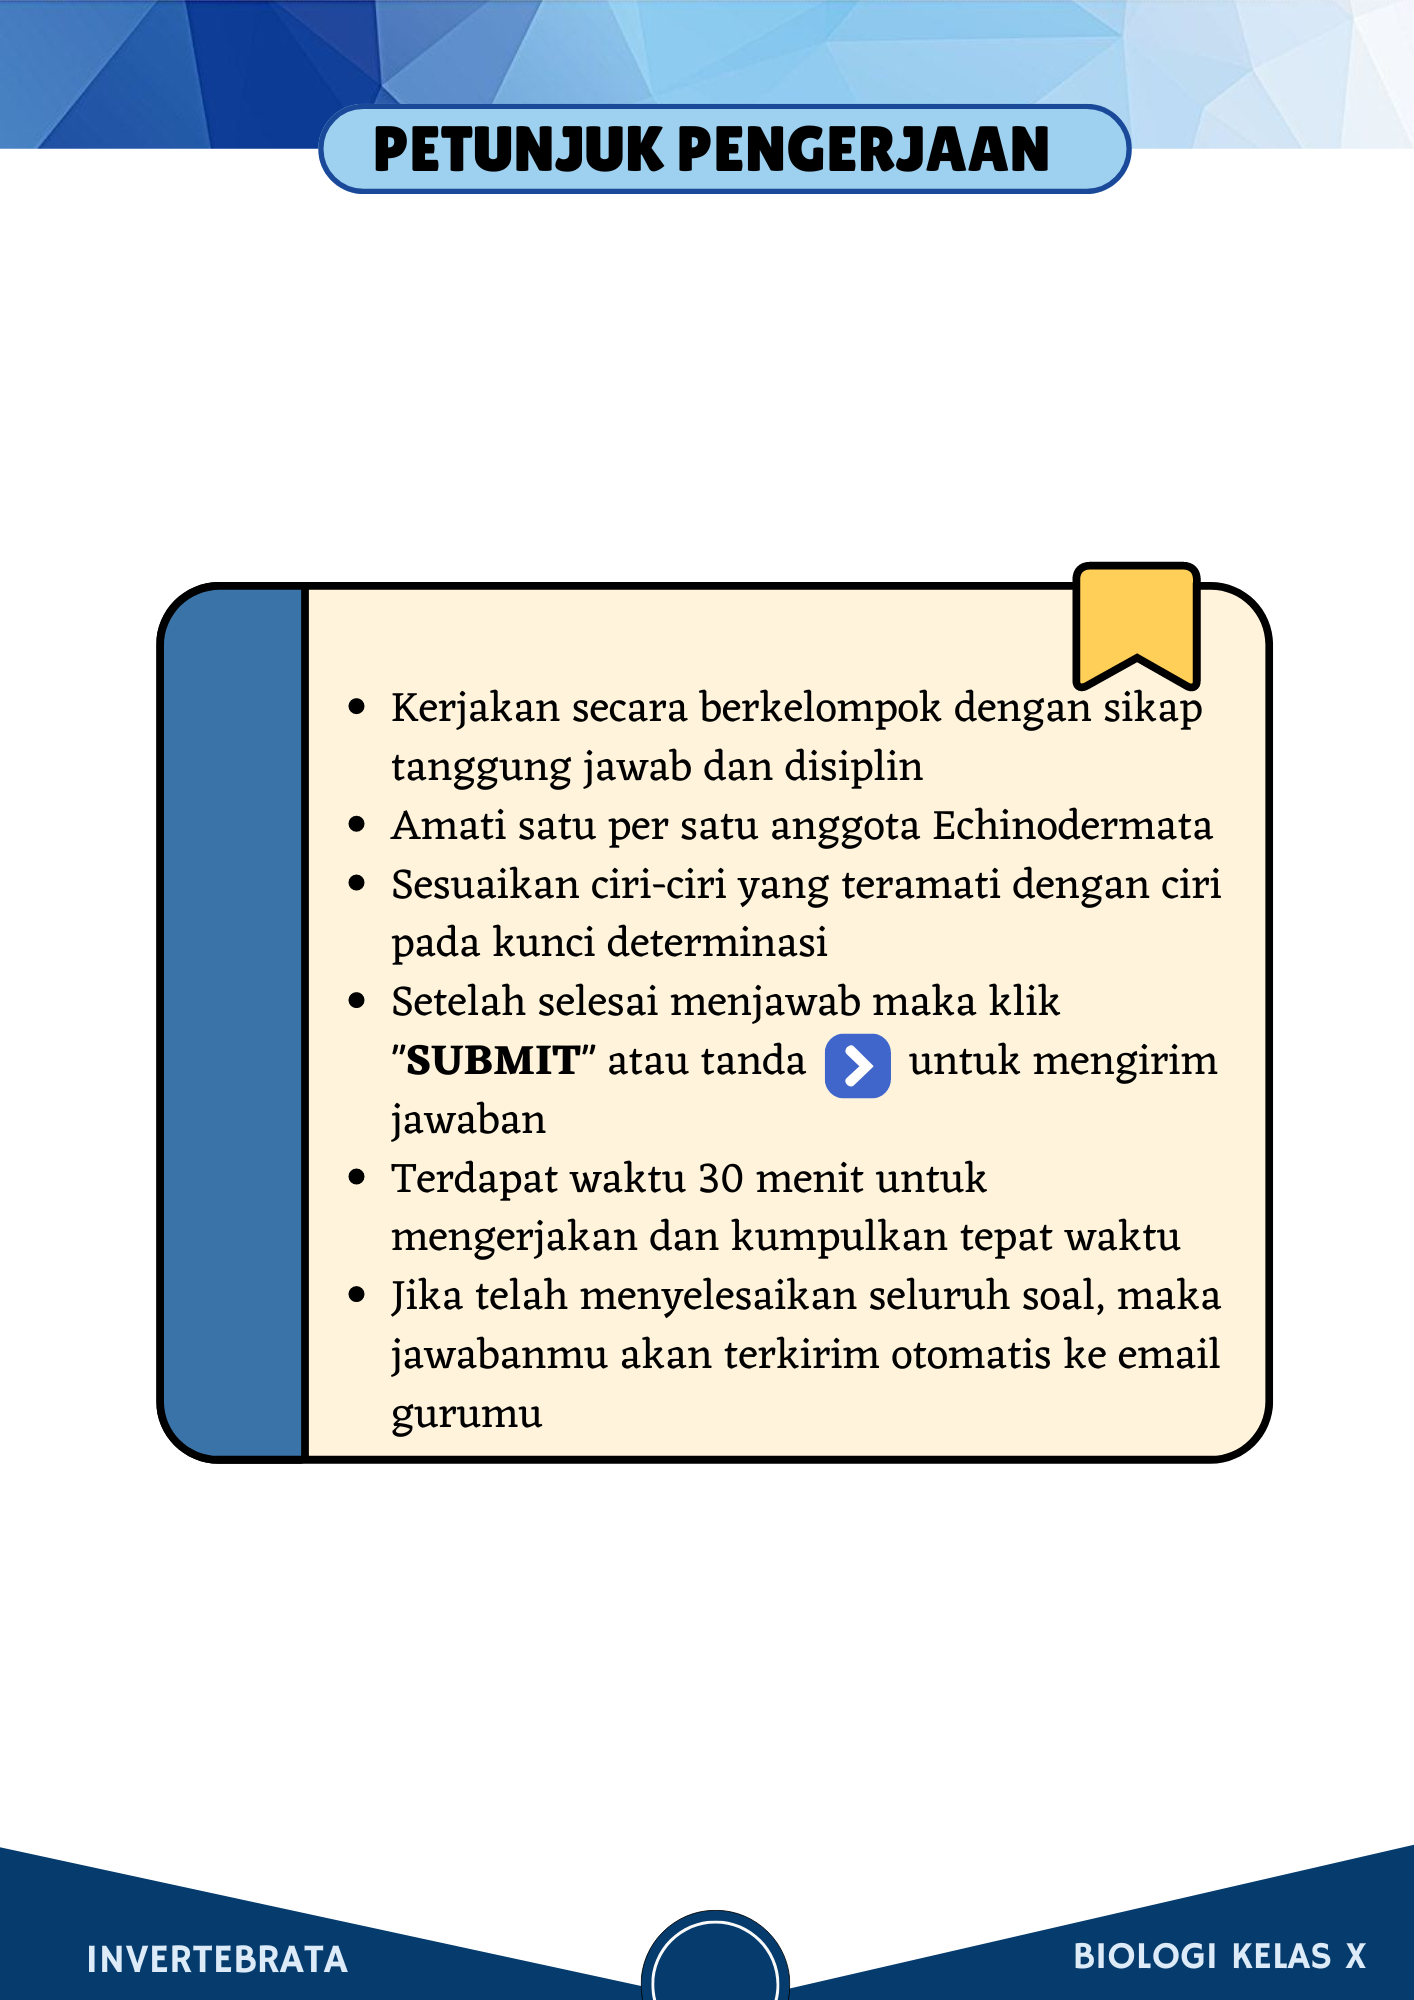 PETUNJUK PENGERJAAN
• Kerjakan secara berkelompok dengan sikap
tanggung jawab dan disiplin
• Amati satu per satu anggota Echinodermata
• Sesuaikan ciri-ciri yang teramati dengan ciri
pada kunci determinasi
• Setelah selesai menjawab maka klik
"SUBMIT" atau tanda untuk mengirim
jawaban
• Terdapat waktu 30 menit untuk
mengerjakan dan kumpulkan tepat waktu
• Jika telah menyelesaikan seluruh soal, maka
jawabanmu akan terkirim otomatis ke email
gurumu
INVERTEBRATA
BIOLOGI KELAS X